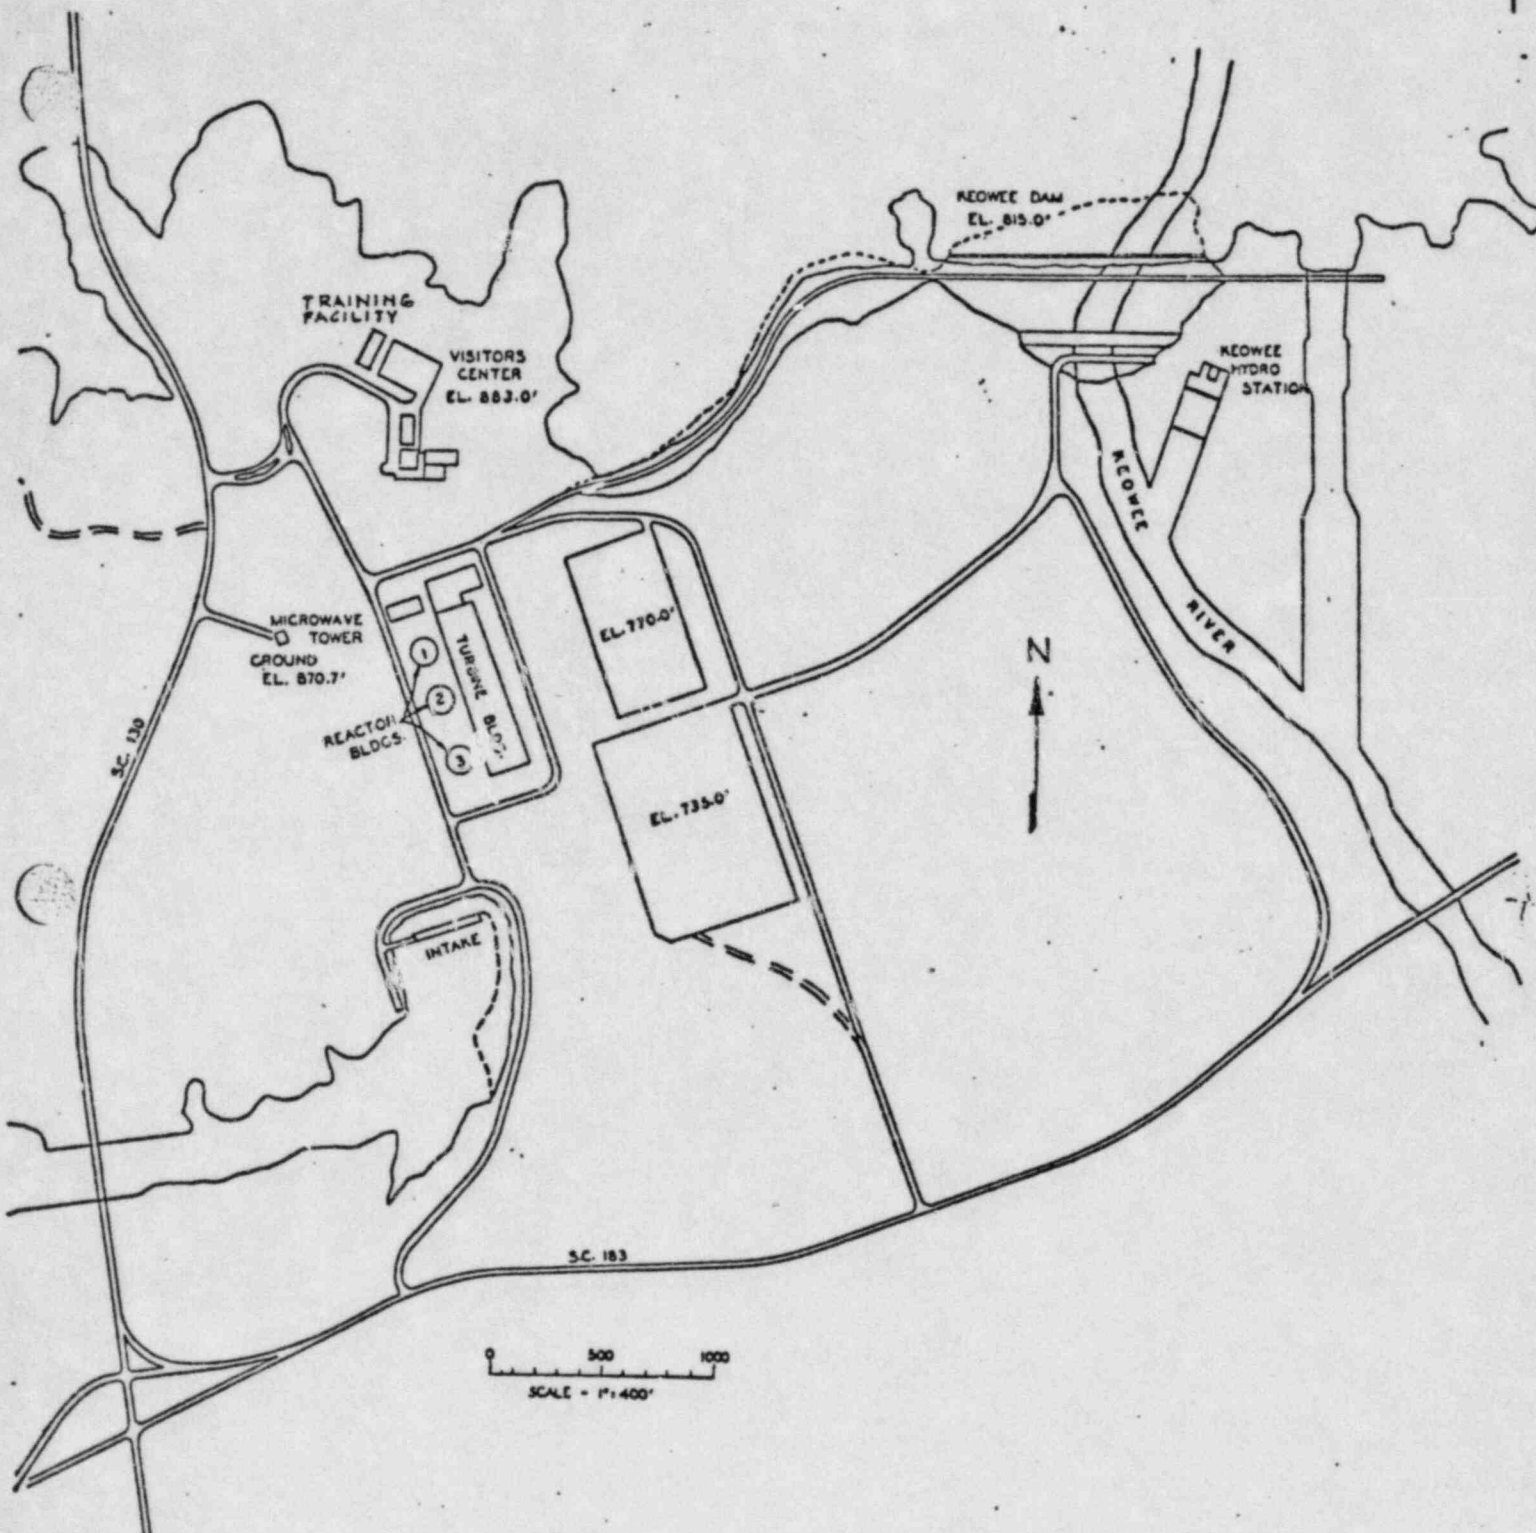 KEOWEE DAM
EL. 815.0'
TRAINING
FACILITY
VISITORS
CENTER
EL. 883.0'
KEOWEE
HYDRO
STATION
KEOWEE
RIVER
MICROWAVE
TOWER
GROUND
EL. 870.7'
EL. 770.0'
N
1
2
3
TURBINE BLDG.
REACTOR
BLDGS.
S.C. 130
EL. 735.0'
INTAKE
S.C. 183
0 500 1000
SCALE - 1":400'